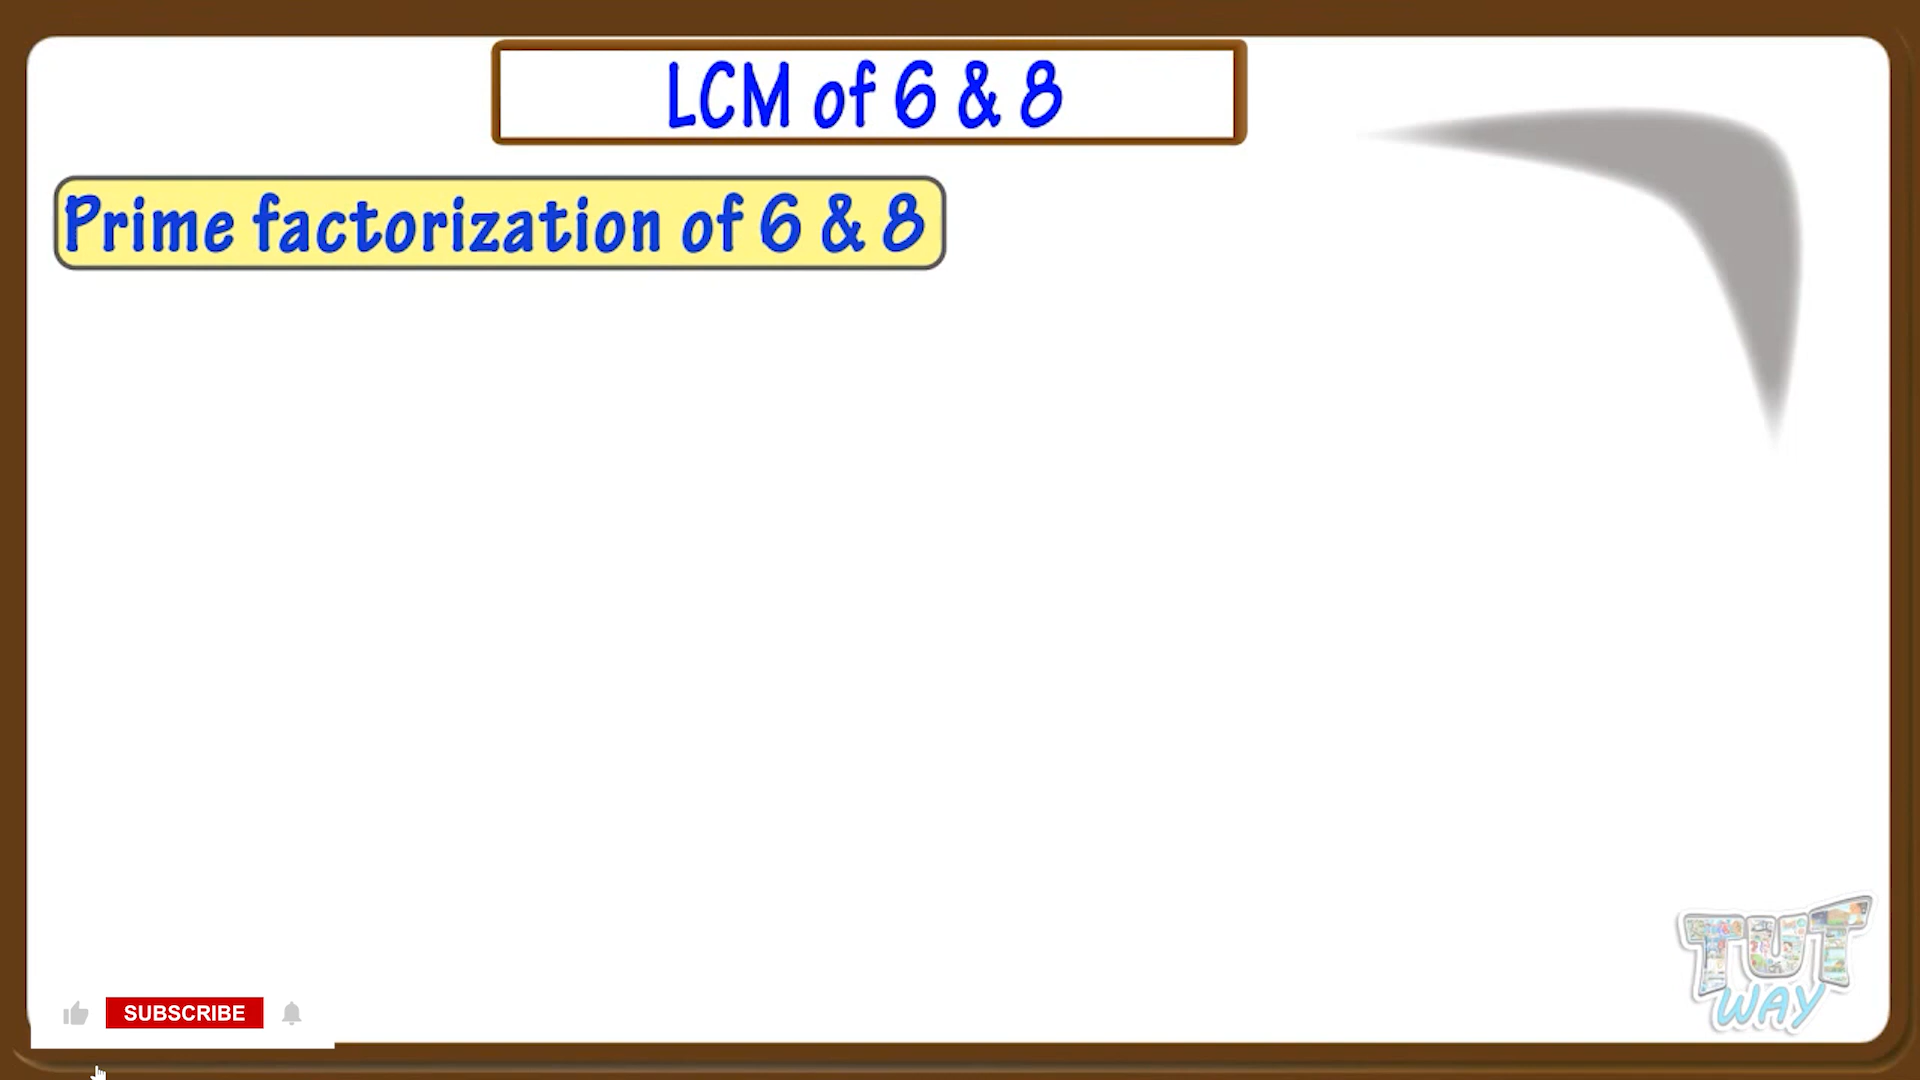 LCM of 6 & 8
Prime factorization of 6 & 8
SUBSCRIBE
TUT
WAY